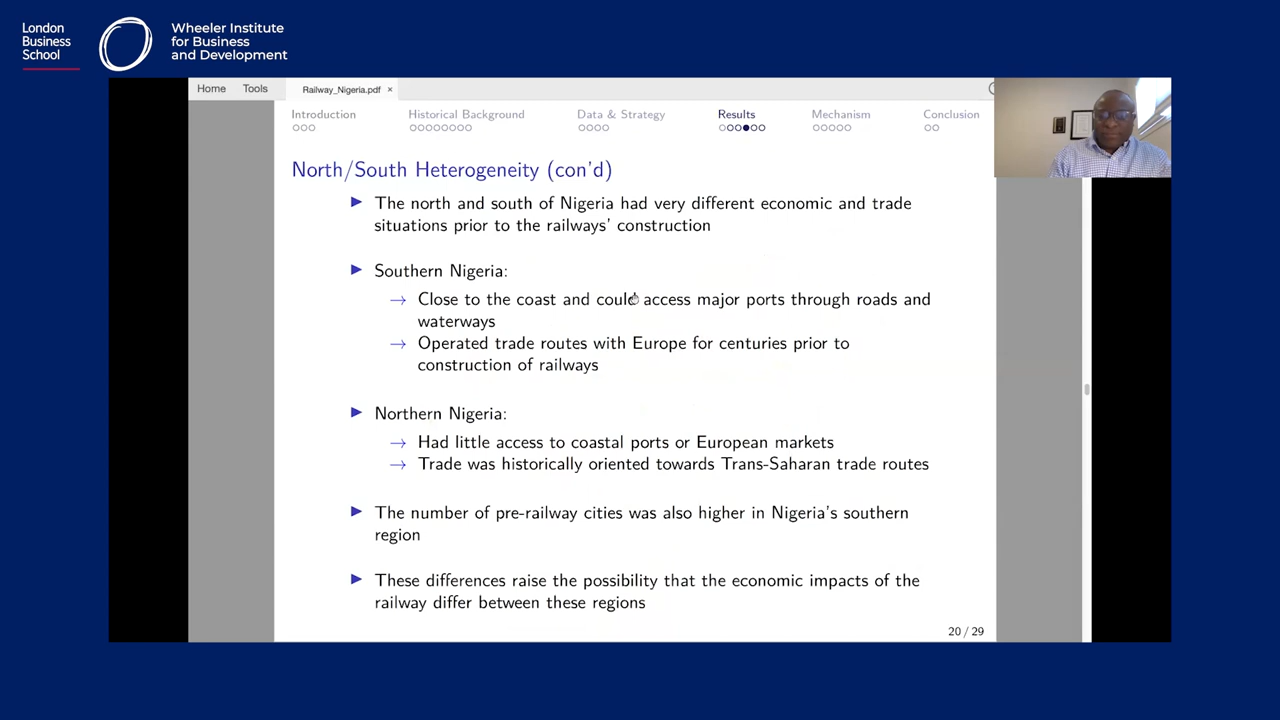 London
Business
School
Wheeler Institute
for Business
and Development
Home Tools Railway_Nigeria.pdf ×
Introduction Historical Background Data & Strategy Results Mechanism Conclusion
North/South Heterogeneity (con'd)
▶ The north and south of Nigeria had very different economic and trade
situations prior to the railways' construction
▶ Southern Nigeria:
→ Close to the coast and could access major ports through roads and
waterways
→ Operated trade routes with Europe for centuries prior to
construction of railways
▶ Northern Nigeria:
→ Had little access to coastal ports or European markets
→ Trade was historically oriented towards Trans-Saharan trade routes
▶ The number of pre-railway cities was also higher in Nigeria's southern
region
▶ These differences raise the possibility that the economic impacts of the
railway differ between these regions
20 / 29